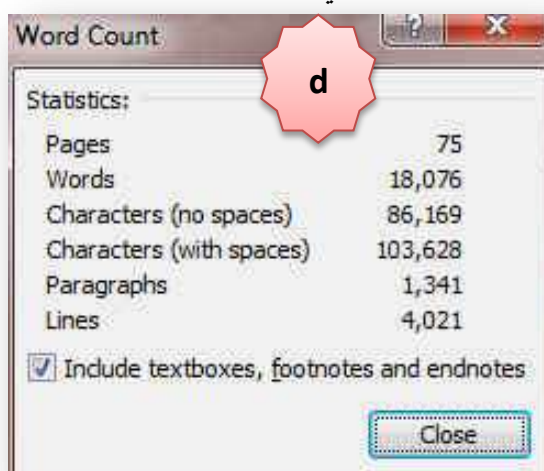 Word Count
d
Statistics:
Pages 75
Words 18,076
Characters (no spaces) 86,169
Characters (with spaces) 103,628
Paragraphs 1,341
Lines 4,021
Include textboxes, footnotes and endnotes
Close